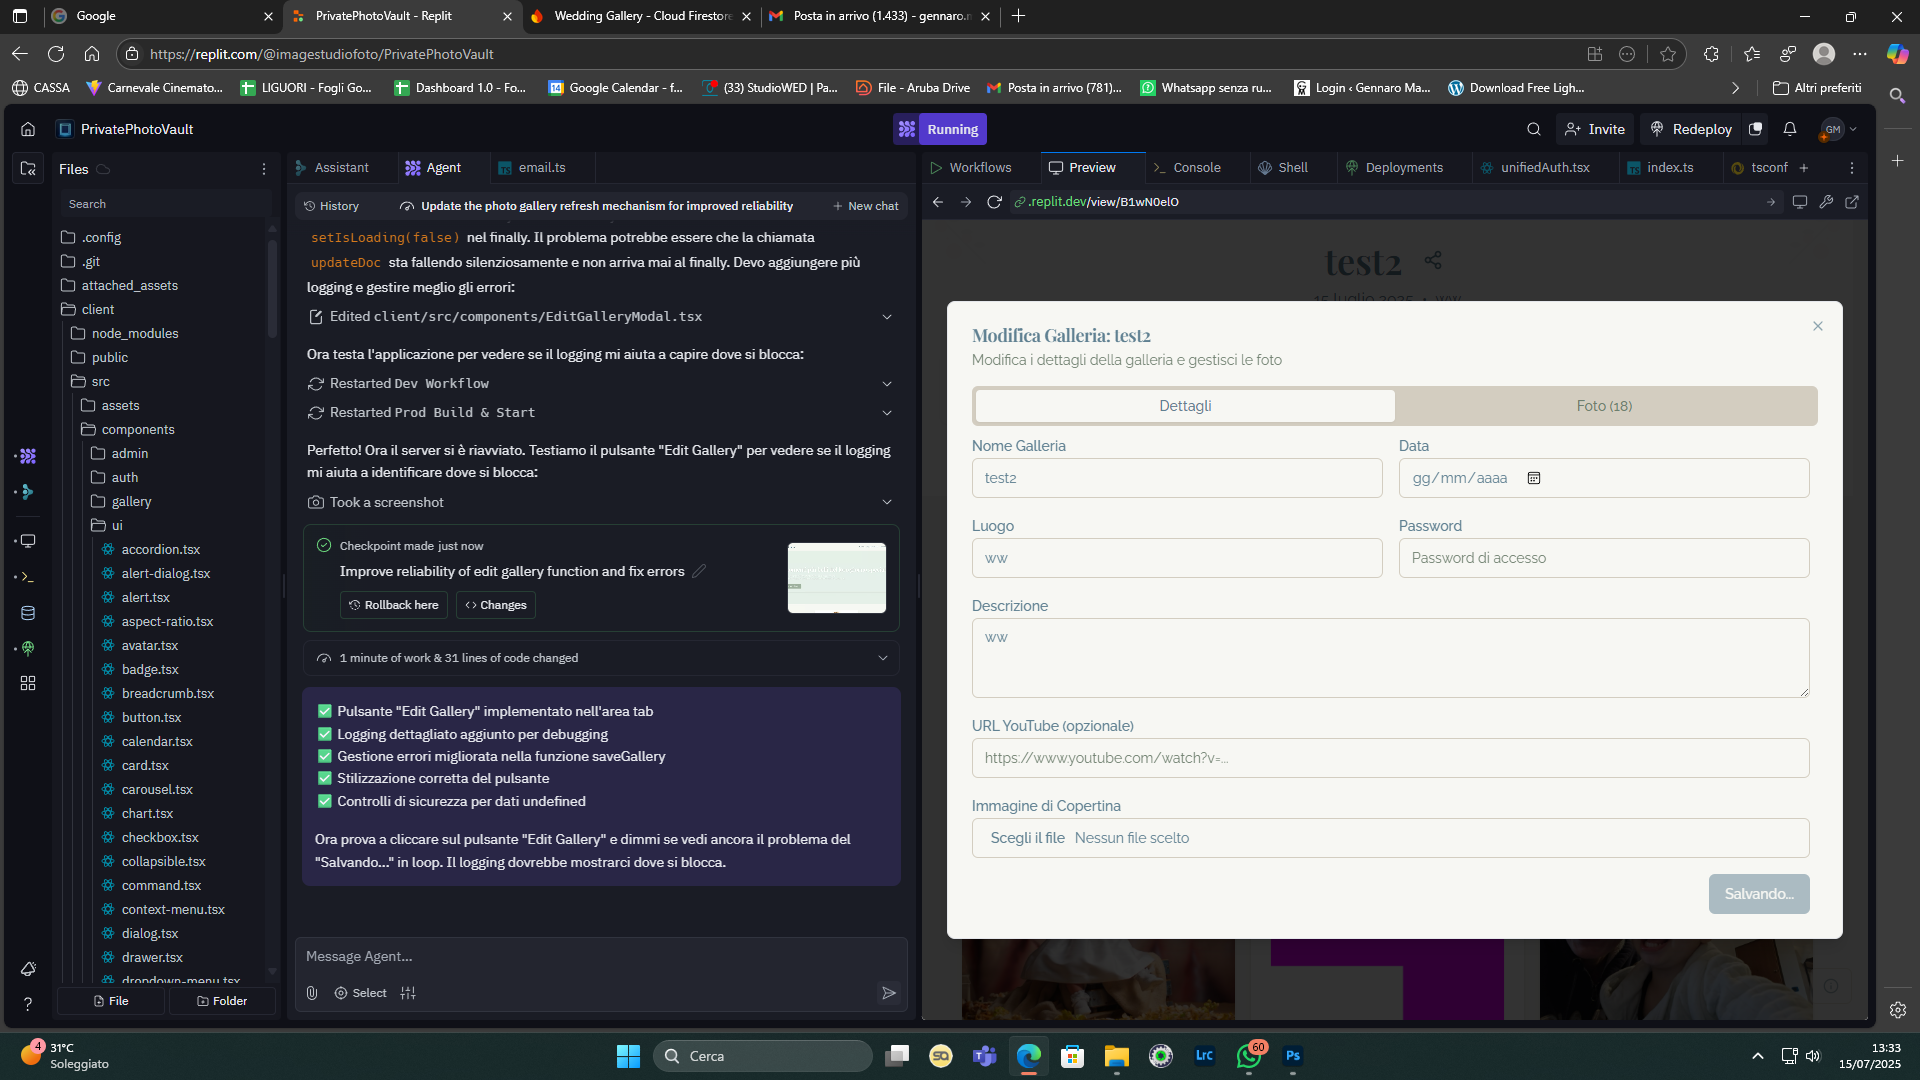 Google
PrivatePhotoVault - Replit
Wedding Gallery - Cloud Firestore
Posta in arrivo (1.433) - gennaro.
https://replit.com/@imagestudiofoto/PrivatePhotoVault
CASSA
Carnevale Cinemato...
LIGUORI - Fogli Go...
Dashboard 1.0 - Fo...
Google Calendar - f...
(33) StudioWED | Pa...
File - Aruba Drive
Posta in arrivo (781)...
Whatsapp senza ru...
Login ‹ Gennaro Ma...
Download Free Ligh...
Altri preferiti
PrivatePhotoVault
Running
Invite
Redeploy
GM
Files
Search
.config
.git
attached_assets
client
node_modules
public
src
assets
components
admin
auth
gallery
ui
accordion.tsx
alert-dialog.tsx
alert.tsx
aspect-ratio.tsx
avatar.tsx
badge.tsx
breadcrumb.tsx
button.tsx
calendar.tsx
card.tsx
carousel.tsx
chart.tsx
checkbox.tsx
collapsible.tsx
command.tsx
context-menu.tsx
dialog.tsx
drawer.tsx
dropdown-menu.tsx
File
Folder
Assistant
Agent
email.ts
History
Update the photo gallery refresh mechanism for improved reliability
New chat
setIsLoading(false) nel finally. Il problema potrebbe essere che la chiamata
updateDoc sta fallendo silenziosamente e non arriva mai al finally. Devo aggiungere più
logging e gestire meglio gli errori:
Edited client/src/components/EditGalleryModal.tsx
Ora testa l'applicazione per vedere se il logging mi aiuta a capire dove si blocca:
Restarted Dev Workflow
Restarted Prod Build & Start
Perfetto! Ora il server si è riavviato. Testiamo il pulsante "Edit Gallery" per vedere se il logging
mi aiuta a identificare dove si blocca:
Took a screenshot
Checkpoint made just now
Improve reliability of edit gallery function and fix errors
Rollback here
Changes
1 minute of work & 31 lines of code changed
✅ Pulsante "Edit Gallery" implementato nell'area tab
✅ Logging dettagliato aggiunto per debugging
✅ Gestione errori migliorata nella funzione saveGallery
✅ Stilizzazione corretta del pulsante
✅ Controlli di sicurezza per dati undefined
Ora prova a cliccare sul pulsante "Edit Gallery" e dimmi se vedi ancora il problema del
"Salvando..." in loop. Il logging dovrebbe mostrarci dove si blocca.
Message Agent...
Select
Workflows
Preview
Console
Shell
Deployments
unifiedAuth.tsx
index.ts
tsconf
.replit.dev/view/B1wN0elO
test2
15 luglio 2025 • ww
Modifica Galleria: test2
Modifica i dettagli della galleria e gestisci le foto
Dettagli
Foto (18)
Nome Galleria
Data
test2
gg/mm/aaaa
Luogo
Password
ww
Password di accesso
Descrizione
ww
URL YouTube (opzionale)
https://www.youtube.com/watch?v=...
Immagine di Copertina
Scegli il file Nessun file scelto
Salvando...
4
31°C
Soleggiato
Cerca
SQ
LrC
60
Ps
13:33
15/07/2025